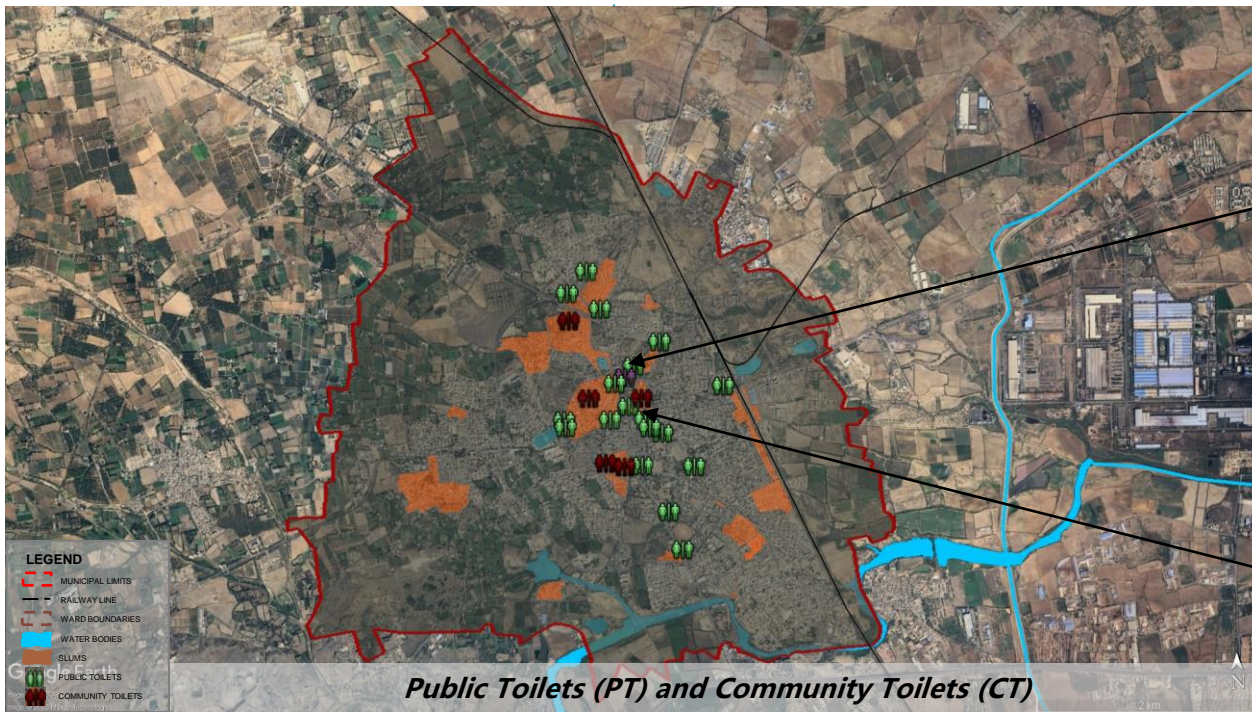 LEGEND
MUNICIPAL LIMITS
RAILWAY LINE
WARD BOUNDARIES
WATER BODIES
SLUMS
Google Earth
PUBLIC TOILETS
COMMUNITY TOILETS
Public Toilets (PT) and Community Toilets (CT)
N
2 km